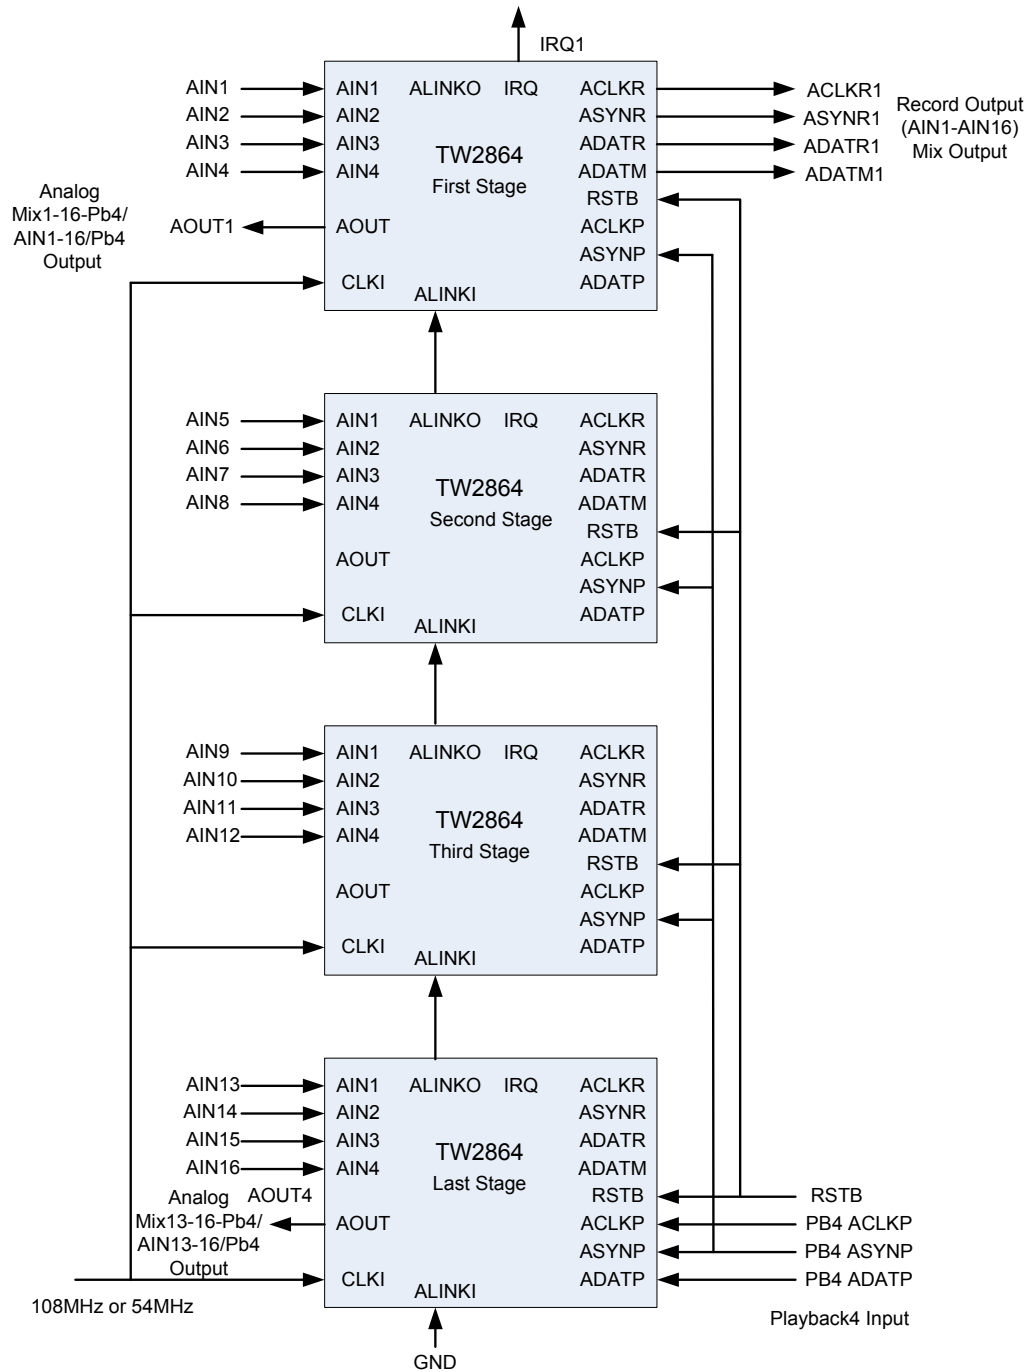 IRQ1
AIN1 AIN1 ALINKO IRQ ACLKR ACLKR1
AIN2 AIN2 ASYNR ASYNR1
AIN3 AIN3 ADATR ADATR1
AIN4 AIN4 ADATM ADATM1
Record Output
(AIN1-AIN16)
Mix Output
TW2864
First Stage
RSTB
Analog
Mix1-16-Pb4/
AIN1-16/Pb4
Output
AOUT1 AOUT ACLKP
ASYNP
CLKI ADATP
ALINKI
AIN5 AIN1 ALINKO IRQ ACLKR
AIN6 AIN2 ASYNR
AIN7 AIN3 ADATR
AIN8 AIN4 ADATM
TW2864
Second Stage
RSTB
AOUT ACLKP
ASYNP
CLKI ADATP
ALINKI
AIN9 AIN1 ALINKO IRQ ACLKR
AIN10 AIN2 ASYNR
AIN11 AIN3 ADATR
AIN12 AIN4 ADATM
TW2864
Third Stage
RSTB
AOUT ACLKP
ASYNP
CLKI ADATP
ALINKI
AIN13 AIN1 ALINKO IRQ ACLKR
AIN14 AIN2 ASYNR
AIN15 AIN3 ADATR
AIN16 AIN4 ADATM
TW2864
Last Stage
RSTB RSTB
Analog
Mix13-16-Pb4/
AIN13-16/Pb4
Output
AOUT4 AOUT ACLKP PB4 ACLKP
ASYNP PB4 ASYNP
CLKI ADATP PB4 ADATP
ALINKI
108MHz or 54MHz
Playback4 Input
GND